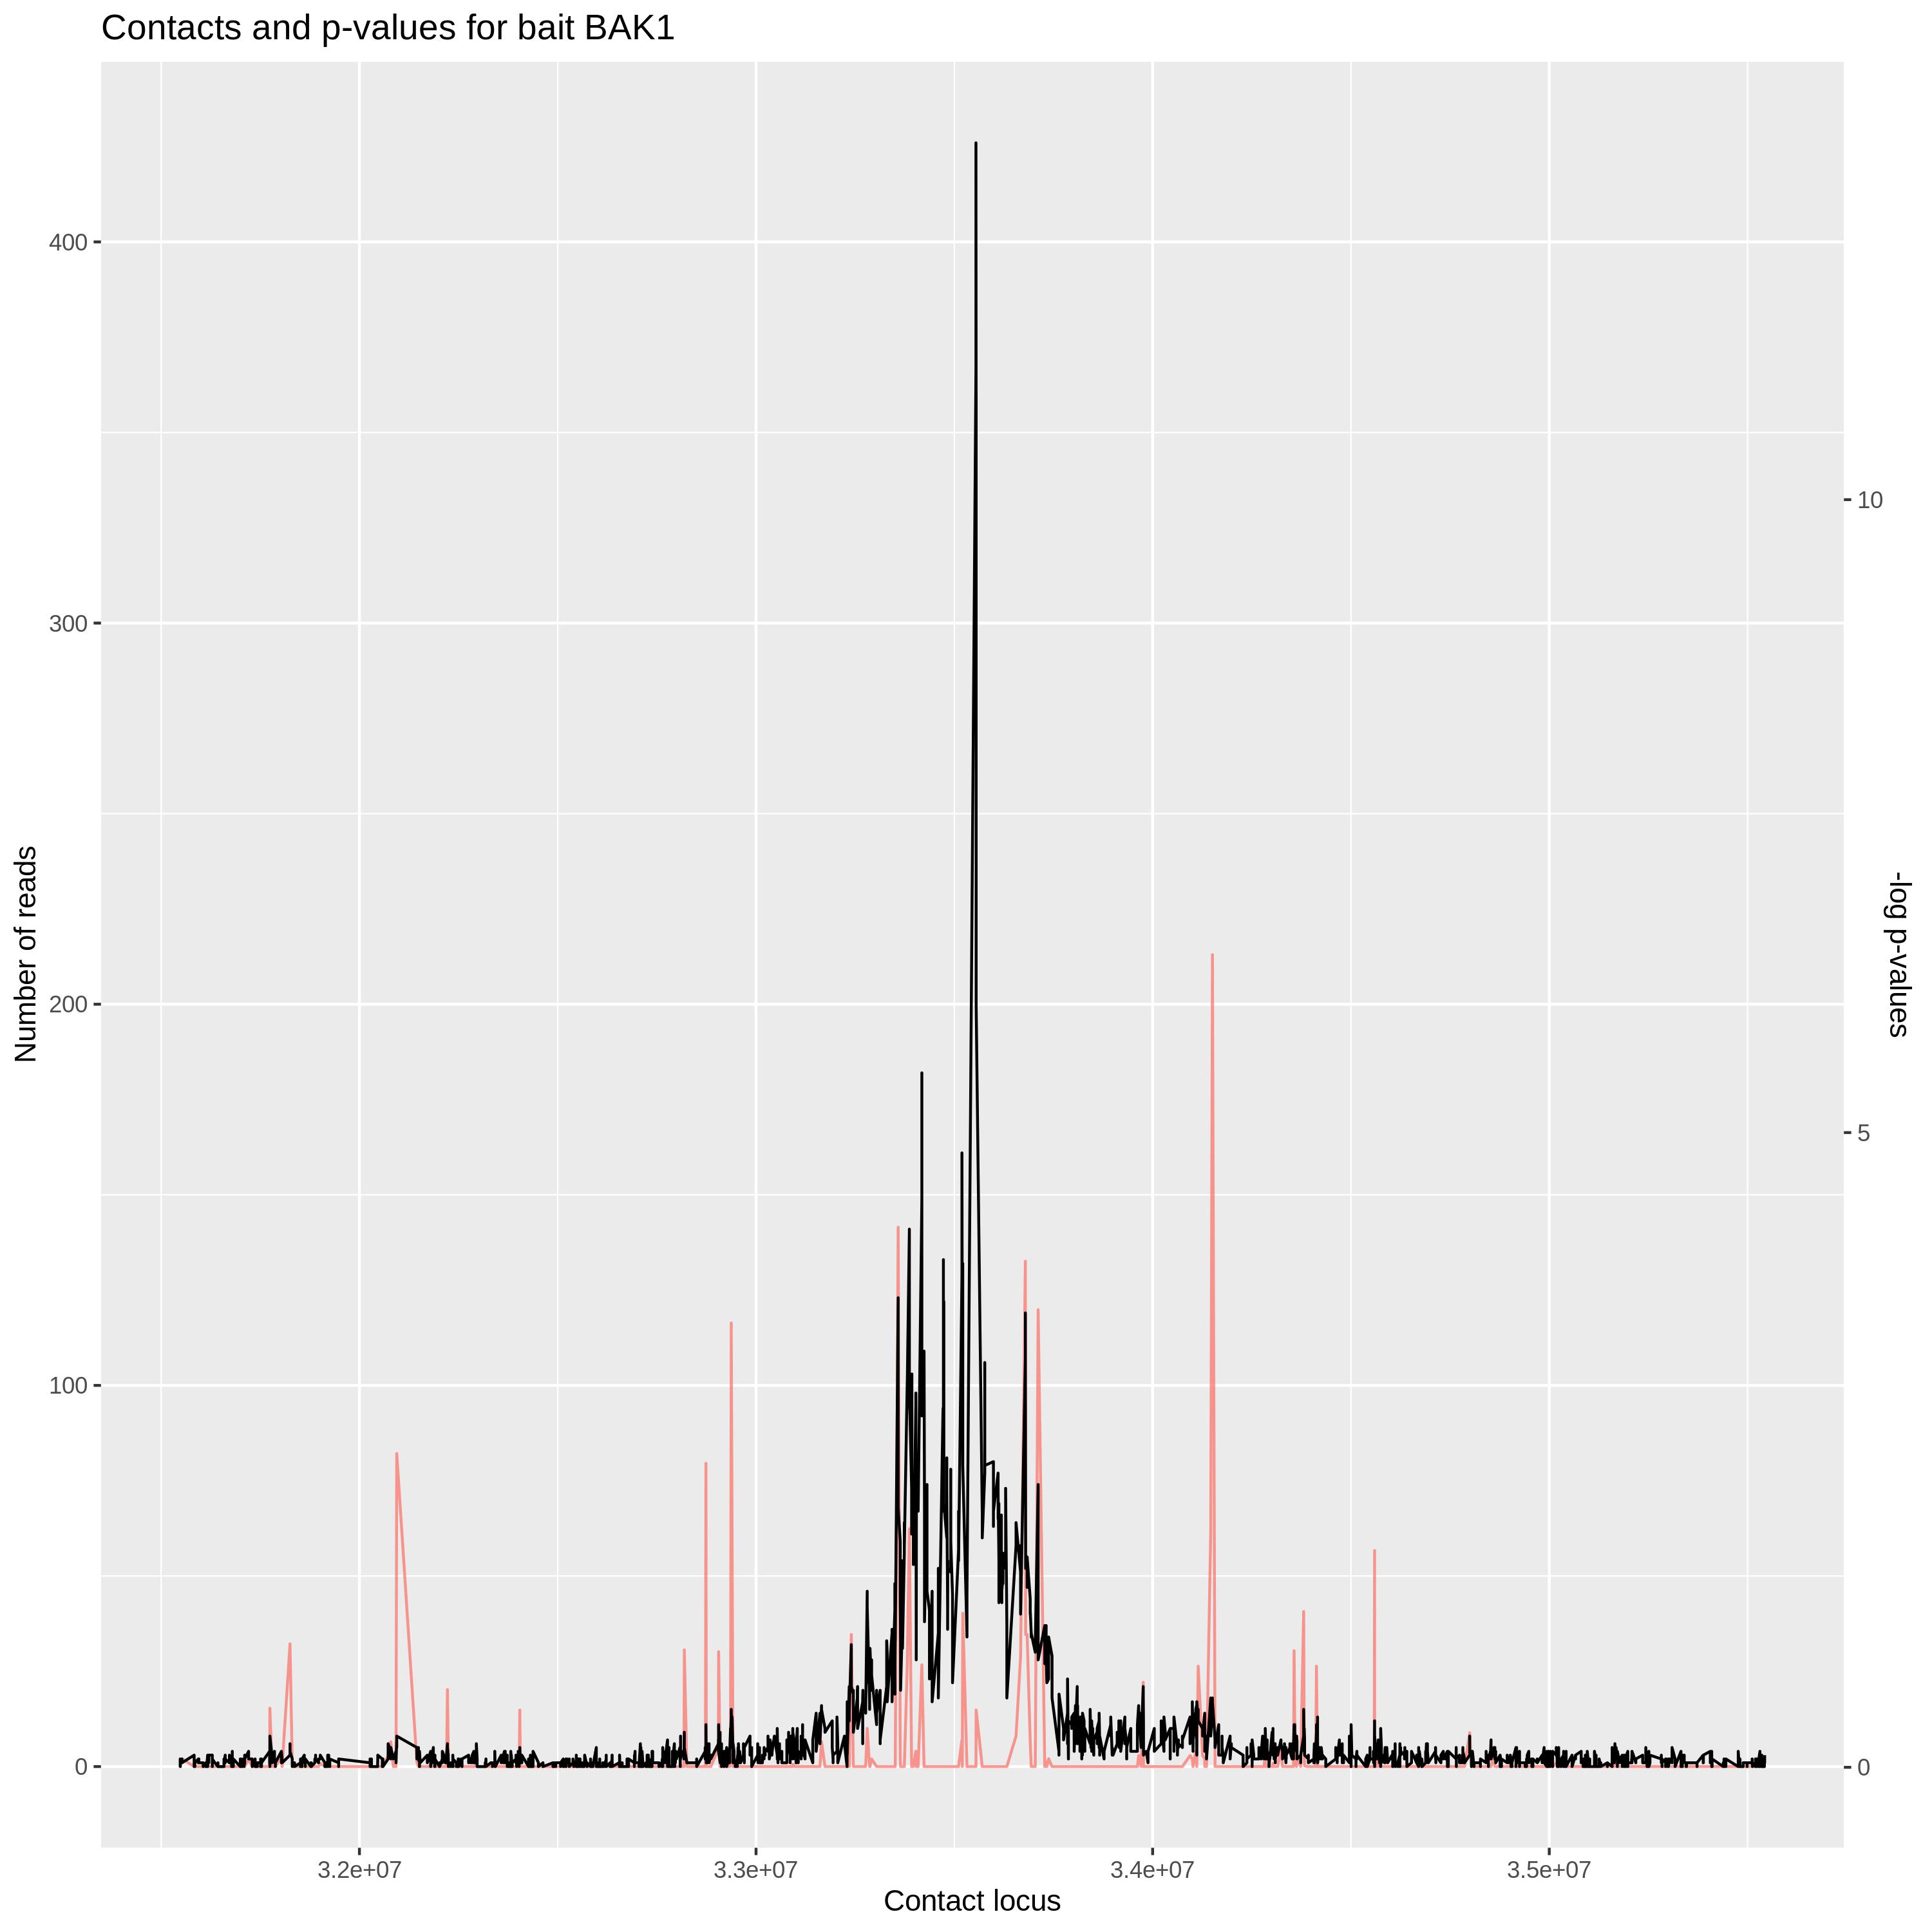 Contacts and p-values for bait BAK1
400
300
200
100
0
Number of reads
10
5
0
-log p-values
3.2e+07
3.3e+07
3.4e+07
3.5e+07
Contact locus